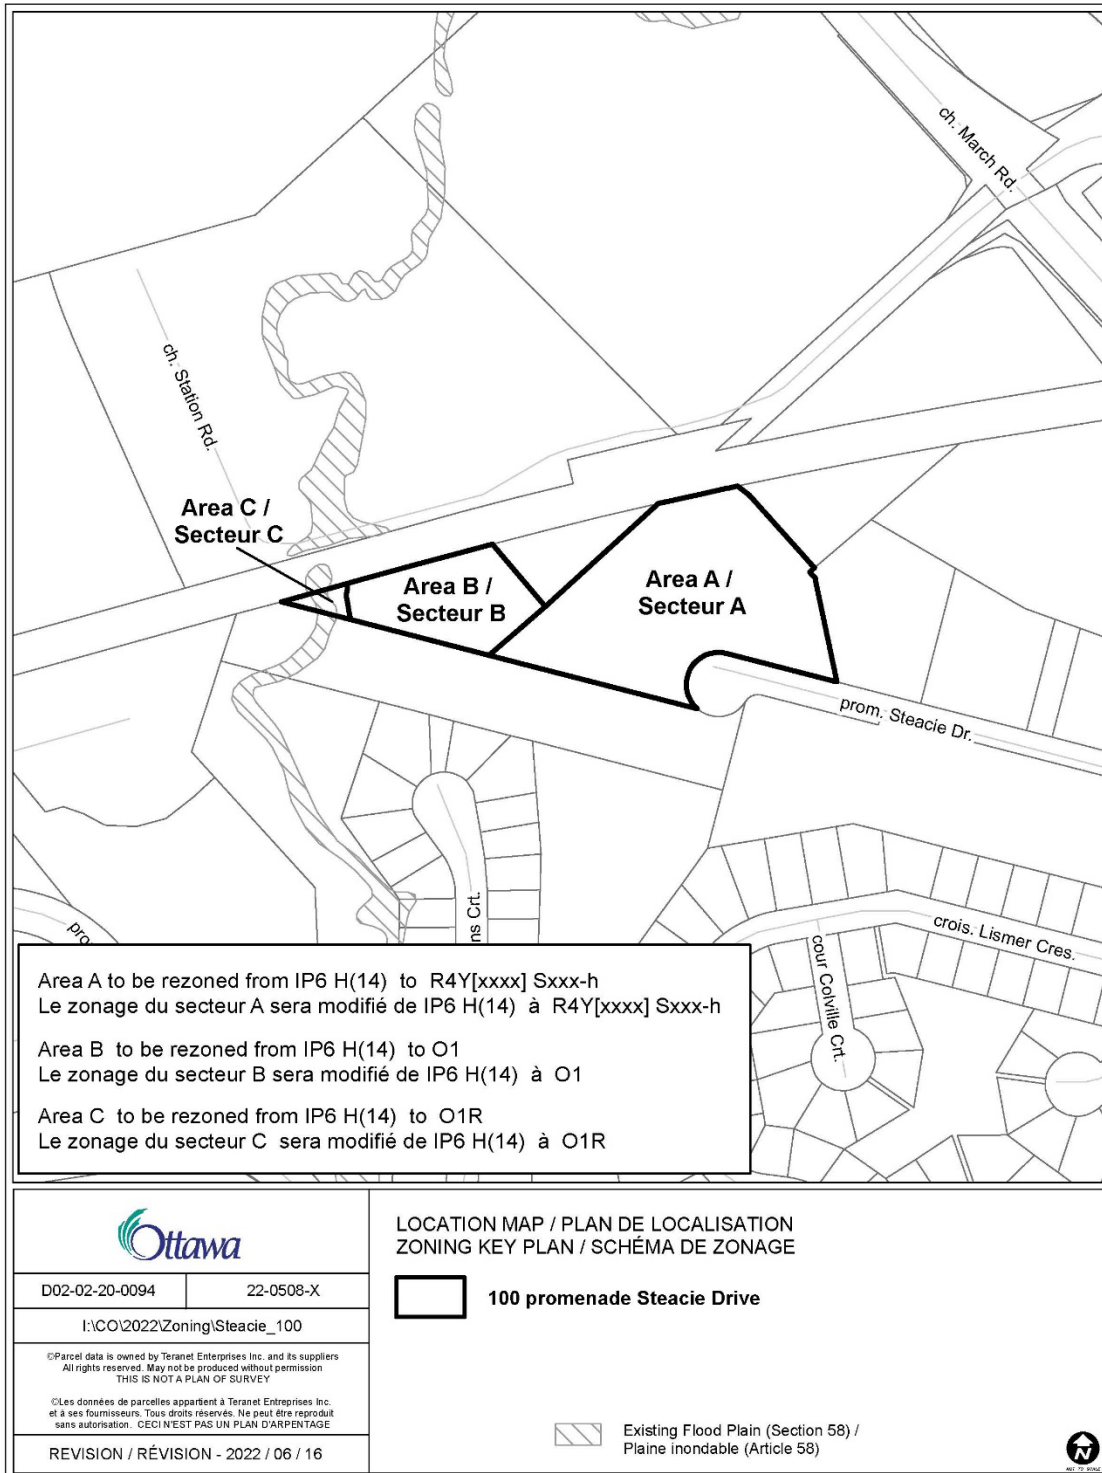 ch. March Rd.
ch. Station Rd.
Area C /
Secteur C
Area B /
Secteur B
Area A /
Secteur A
prom. Steacie Dr.
ns Crt.
crois. Lismer Cres.
cour Colville Crt.
pro
Area A to be rezoned from IP6 H(14) to R4Y[xxxx] Sxxx-h
Le zonage du secteur A sera modifié de IP6 H(14) à R4Y[xxxx] Sxxx-h
Area B to be rezoned from IP6 H(14) to O1
Le zonage du secteur B sera modifié de IP6 H(14) à O1
Area C to be rezoned from IP6 H(14) to O1R
Le zonage du secteur C sera modifié de IP6 H(14) à O1R
Ottawa
D02-02-20-0094
22-0508-X
I:\CO\2022\Zoning\Steacie_100
©Parcel data is owned by Teranet Enterprises Inc. and its suppliers
All rights reserved. May not be produced without permission
THIS IS NOT A PLAN OF SURVEY
©Les données de parcelles appartient à Teranet Entreprises Inc.
et à ses fournisseurs. Tous droits réservés. Ne peut être reproduit
sans autorisation. CECI N'EST PAS UN PLAN D'ARPENTAGE
REVISION / RÉVISION - 2022 / 06 / 16
LOCATION MAP / PLAN DE LOCALISATION
ZONING KEY PLAN / SCHÉMA DE ZONAGE
100 promenade Steacie Drive
Existing Flood Plain (Section 58) /
Plaine inondable (Article 58)
N
NOT TO SCALE